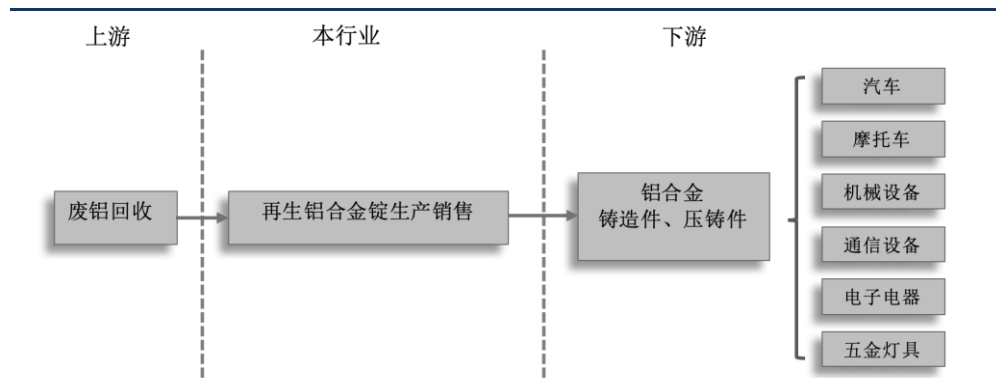 上游
本行业
下游
废铝回收
再生铝合金锭生产销售
铝合金
铸造件、压铸件
汽车
摩托车
机械设备
通信设备
电子电器
五金灯具